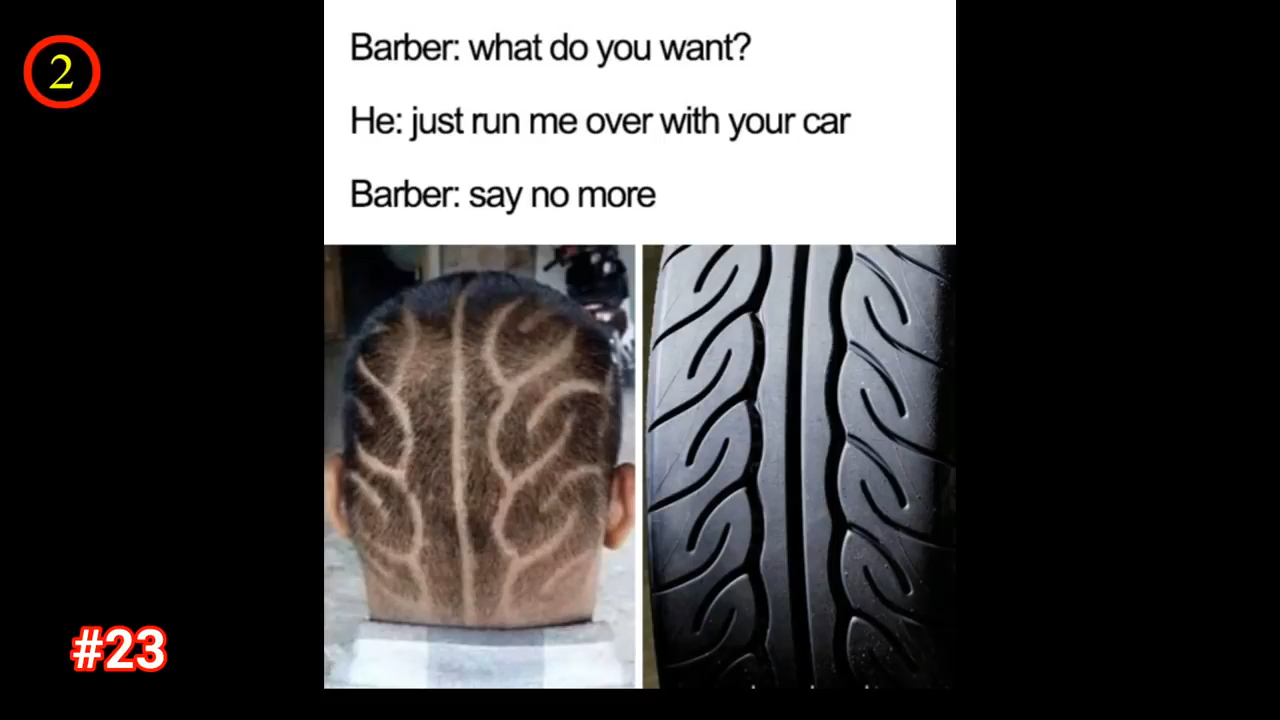 2
Barber: what do you want?
He: just run me over with your car
Barber: say no more
#23